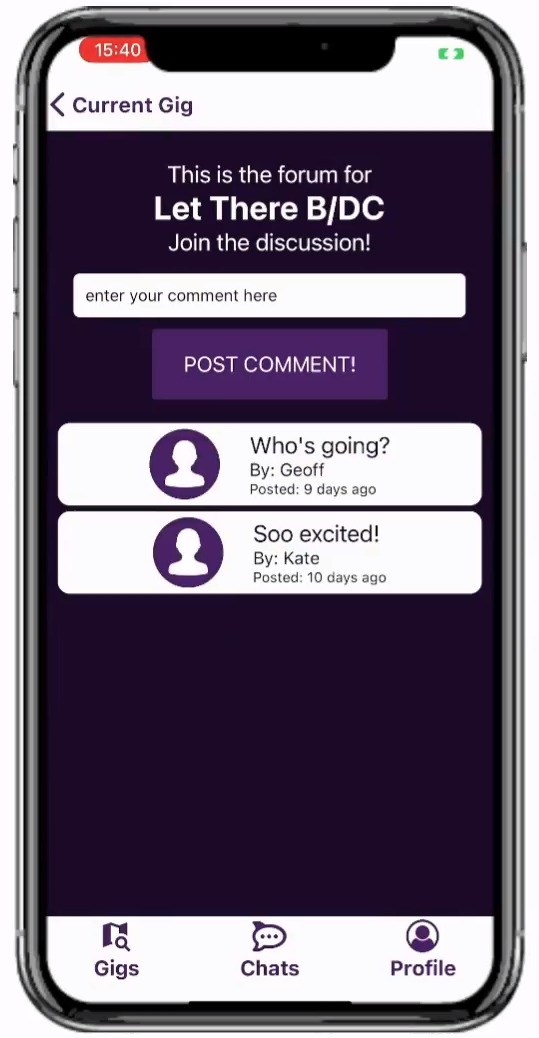 15:40
Current Gig
This is the forum for
Let There B/DC
Join the discussion!
enter your comment here
POST COMMENT!
Who's going?
By: Geoff
Posted: 9 days ago
Soo excited!
By: Kate
Posted: 10 days ago
Gigs
Chats
Profile